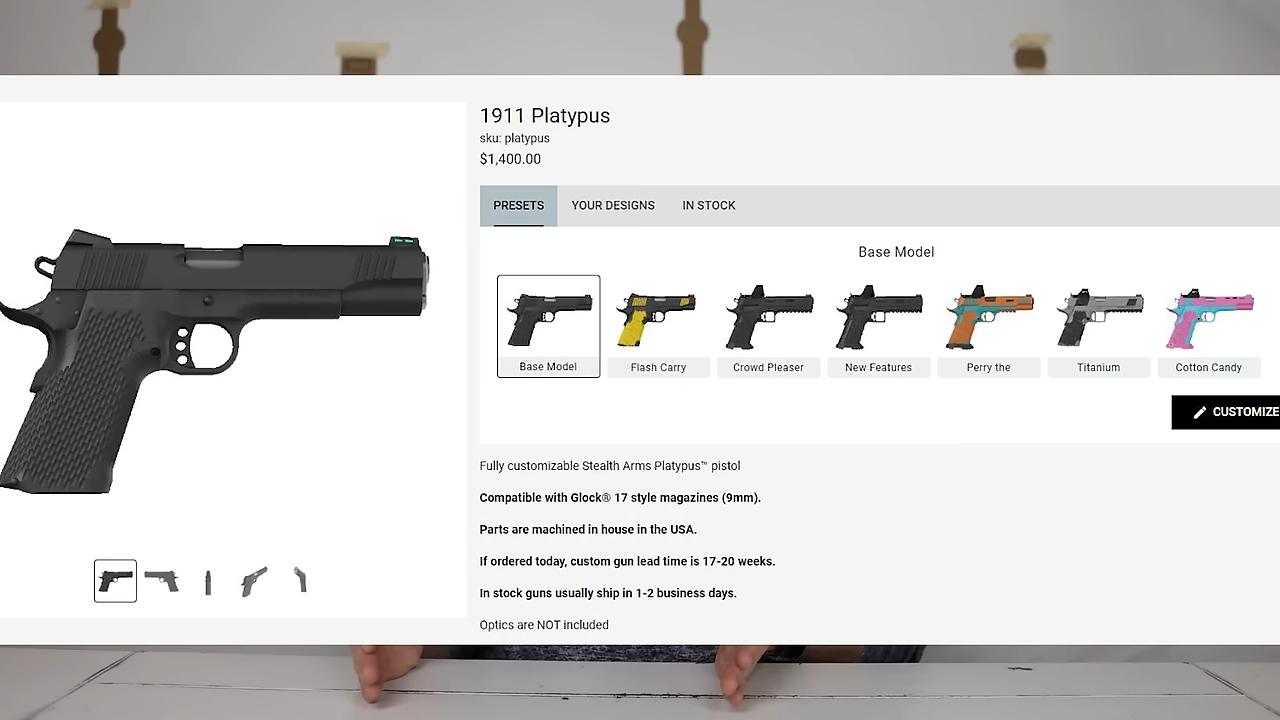 1911 Platypus
sku: platypus
$1,400.00
PRESETS YOUR DESIGNS IN STOCK
Base Model
Base Model Flash Carry Crowd Pleaser New Features Perry the Titanium Cotton Candy
CUSTOMIZE
Fully customizable Stealth Arms Platypus™ pistol
Compatible with Glock® 17 style magazines (9mm).
Parts are machined in house in the USA.
If ordered today, custom gun lead time is 17-20 weeks.
In stock guns usually ship in 1-2 business days.
Optics are NOT included